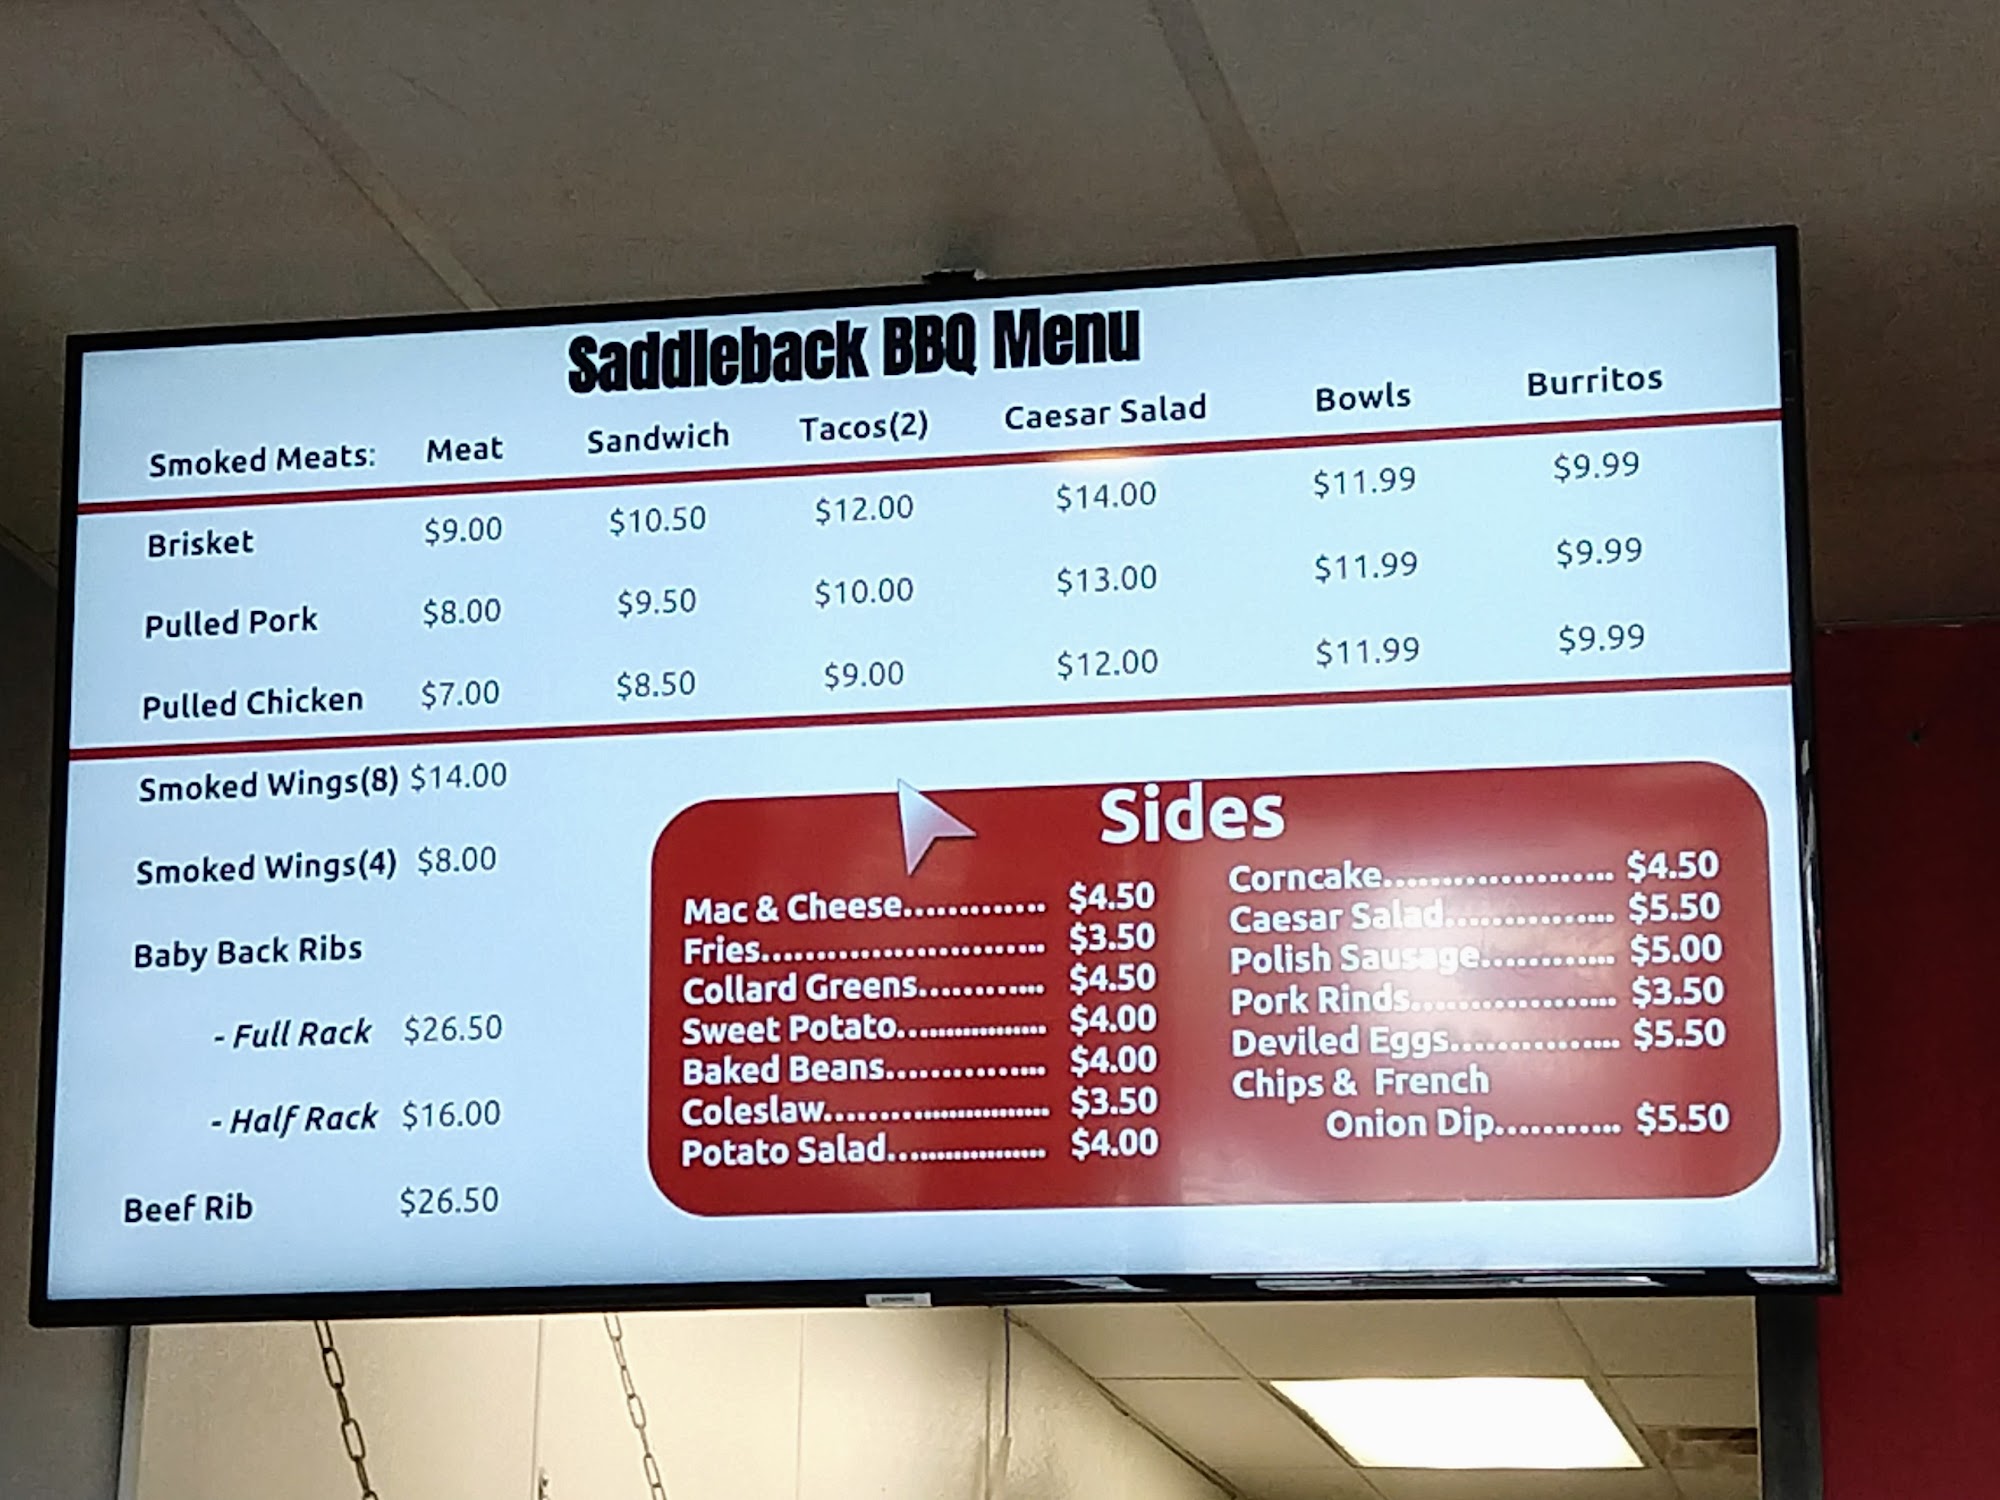 Saddleback BBQ Menu
Smoked Meats: Meat Sandwich Tacos(2) Caesar Salad Bowls Burritos
Brisket $9.00 $10.50 $12.00 $14.00 $11.99 $9.99
Pulled Pork $8.00 $9.50 $10.00 $13.00 $11.99 $9.99
Pulled Chicken $7.00 $8.50 $9.00 $12.00 $11.99 $9.99
Smoked Wings(8) $14.00
Smoked Wings(4) $8.00
Baby Back Ribs
- Full Rack $26.50
- Half Rack $16.00
Beef Rib $26.50
Sides
Mac & Cheese.............. $4.50
Fries............................ $3.50
Collard Greens............ $4.50
Sweet Potato................. $4.00
Baked Beans............... $4.00
Coleslaw....................... $3.50
Potato Salad................. $4.00
Corncake...................... $4.50
Caesar Salad................ $5.50
Polish Sausage............. $5.00
Pork Rinds................... $3.50
Deviled Eggs................ $5.50
Chips & French
Onion Dip............ $5.50